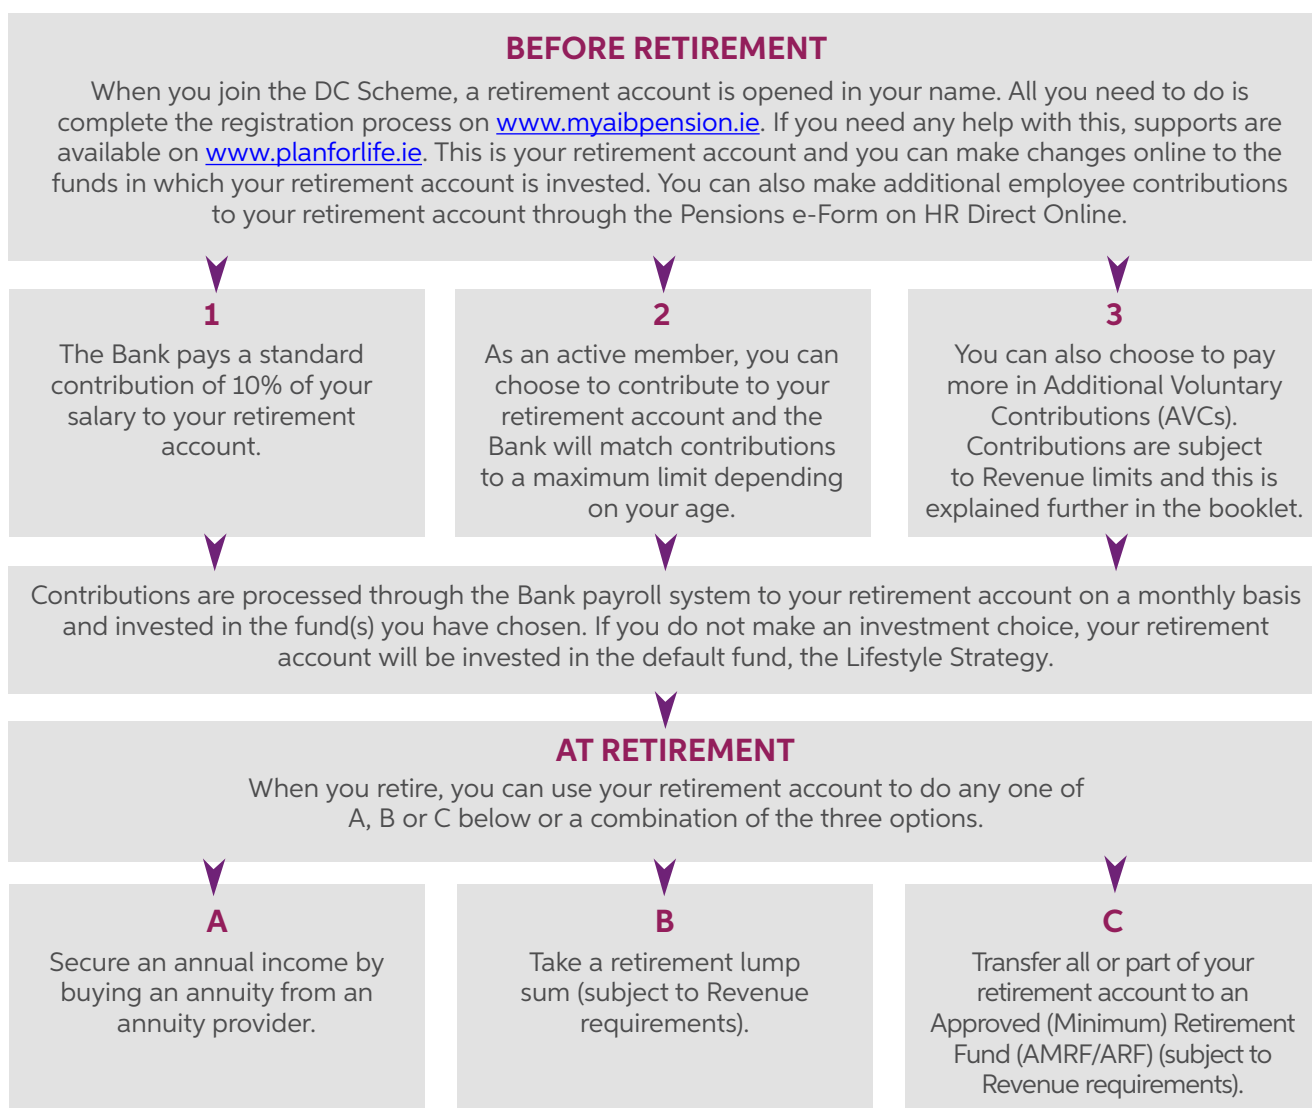 BEFORE RETIREMENT
When you join the DC Scheme, a retirement account is opened in your name. All you need to do is
complete the registration process on www.myaibpension.ie. If you need any help with this, supports are
available on www.planforlife.ie. This is your retirement account and you can make changes online to the
funds in which your retirement account is invested. You can also make additional employee contributions
to your retirement account through the Pensions e-Form on HR Direct Online.
1
The Bank pays a standard
contribution of 10% of your
salary to your retirement
account.
2
As an active member, you can
choose to contribute to your
retirement account and the
Bank will match contributions
to a maximum limit depending
on your age.
3
You can also choose to pay
more in Additional Voluntary
Contributions (AVCs).
Contributions are subject
to Revenue limits and this is
explained further in the booklet.
Contributions are processed through the Bank payroll system to your retirement account on a monthly basis
and invested in the fund(s) you have chosen. If you do not make an investment choice, your retirement
account will be invested in the default fund, the Lifestyle Strategy.
AT RETIREMENT
When you retire, you can use your retirement account to do any one of
A, B or C below or a combination of the three options.
A
Secure an annual income by
buying an annuity from an
annuity provider.
B
Take a retirement lump
sum (subject to Revenue
requirements).
C
Transfer all or part of your
retirement account to an
Approved (Minimum) Retirement
Fund (AMRF/ARF) (subject to
Revenue requirements).